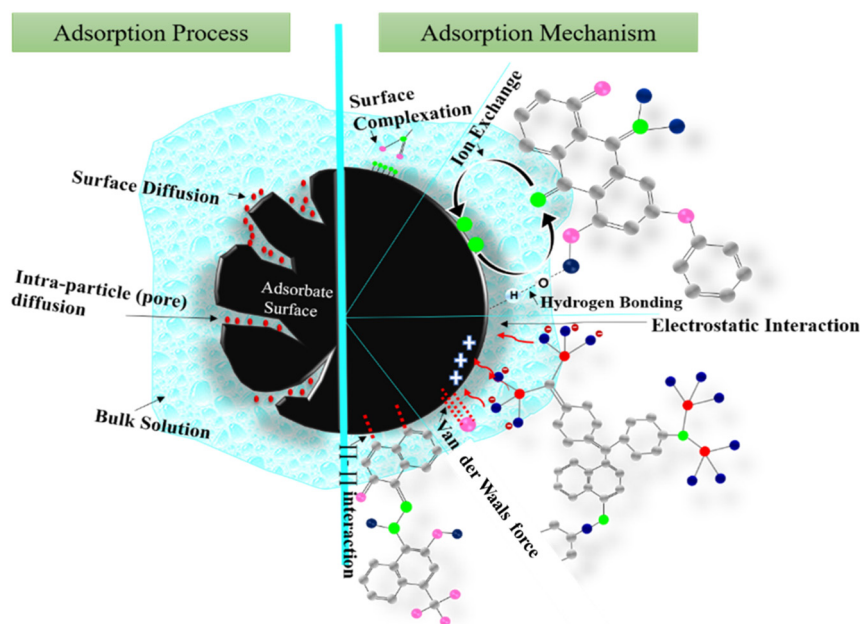 Adsorption Process
Adsorption Mechanism
Surface
Complexation
Ion Exchange
Surface Diffusion
Intra-particle (pore)
diffusion
Adsorbate
Surface
H
O
Hydrogen Bonding
Electrostatic Interaction
Bulk Solution
∏-∏ interaction
Van der Waals force